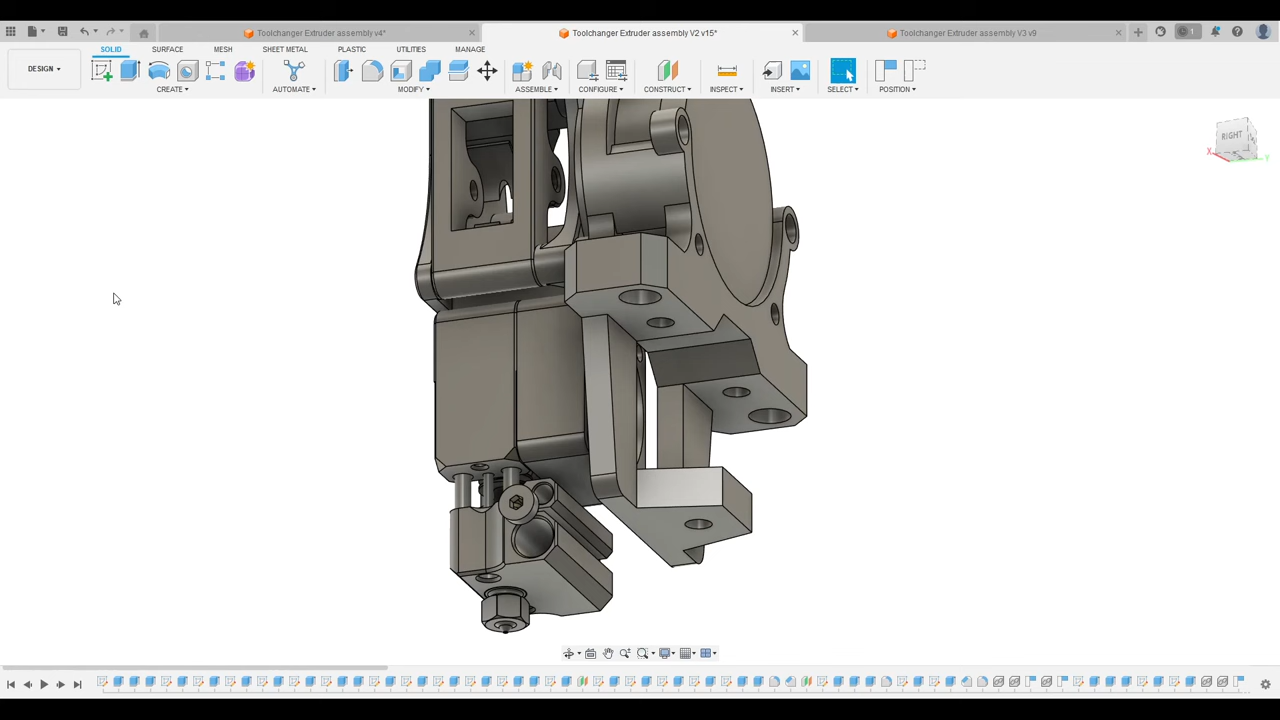 Toolchanger Extruder assembly v4*
Toolchanger Extruder assembly V2 v15*
Toolchanger Extruder assembly V3 v9
1
SOLID SURFACE MESH SHEET METAL PLASTIC UTILITIES MANAGE
DESIGN
CREATE AUTOMATE MODIFY ASSEMBLE CONFIGURE CONSTRUCT INSPECT INSERT SELECT POSITION
RIGHT
X
Y